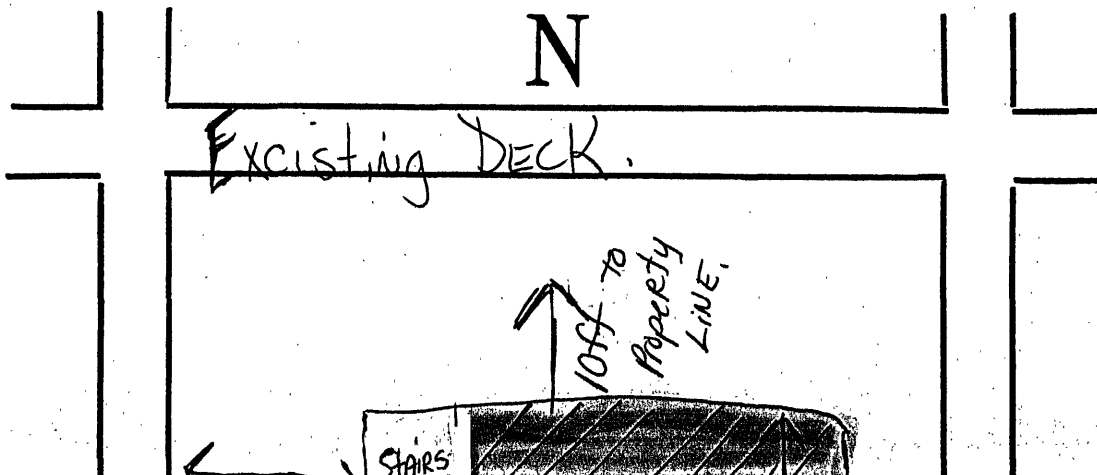 N
Excisting DECK.
10ft to
Property
LiNE.
StAIRS